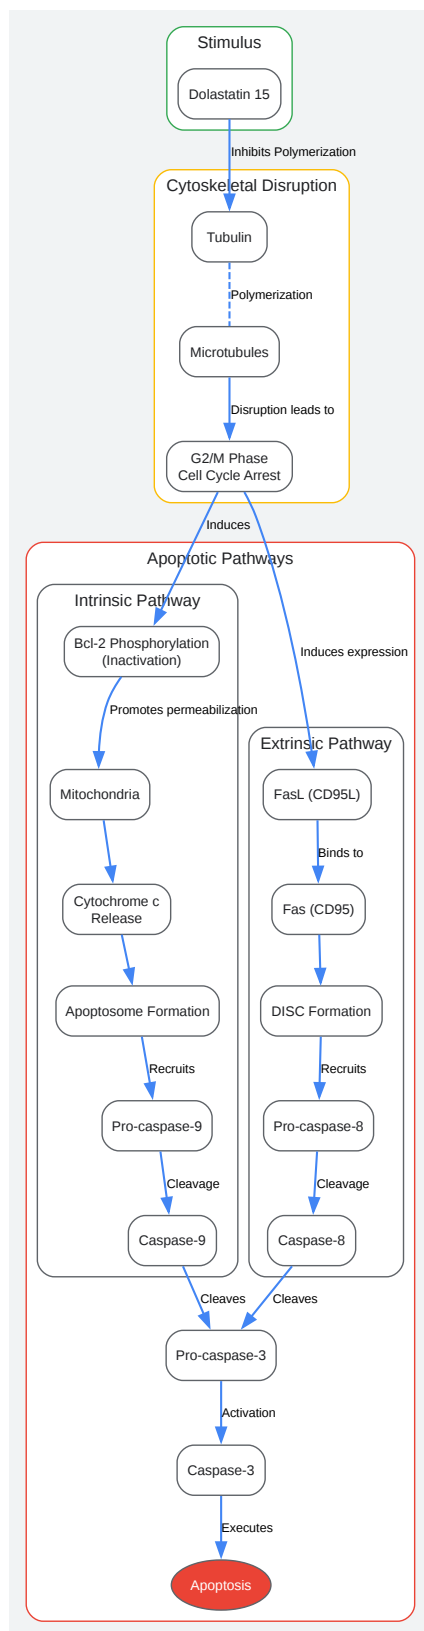 Stimulus
Dolastatin 15
Inhibits Polymerization
Cytoskeletal Disruption
Tubulin
Polymerization
Microtubules
Disruption leads to
G2/M Phase
Cell Cycle Arrest
Induces
Apoptotic Pathways
Intrinsic Pathway
Bcl-2 Phosphorylation
(Inactivation)
Induces expression
Promotes permeabilization
Extrinsic Pathway
Mitochondria
FasL (CD95L)
Binds to
Cytochrome c
Release
Fas (CD95)
Apoptosome Formation
DISC Formation
Recruits
Recruits
Pro-caspase-9
Pro-caspase-8
Cleavage
Cleavage
Caspase-9
Caspase-8
Cleaves
Cleaves
Pro-caspase-3
Activation
Caspase-3
Executes
Apoptosis